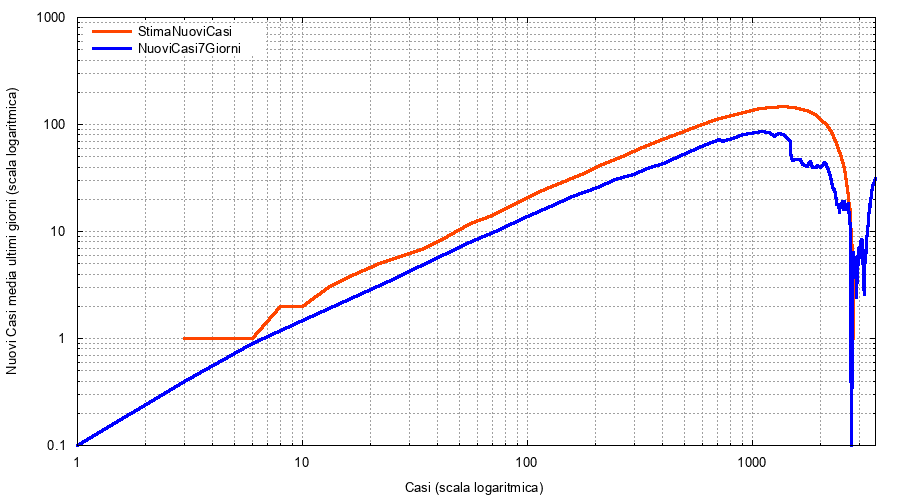 1000
StimaNuoviCasi
NuoviCasi7Giorni
100
10
1
0.1
1
10
100
1000
Nuovi Casi media ultimi giorni (scala logaritmica)
Casi (scala logaritmica)